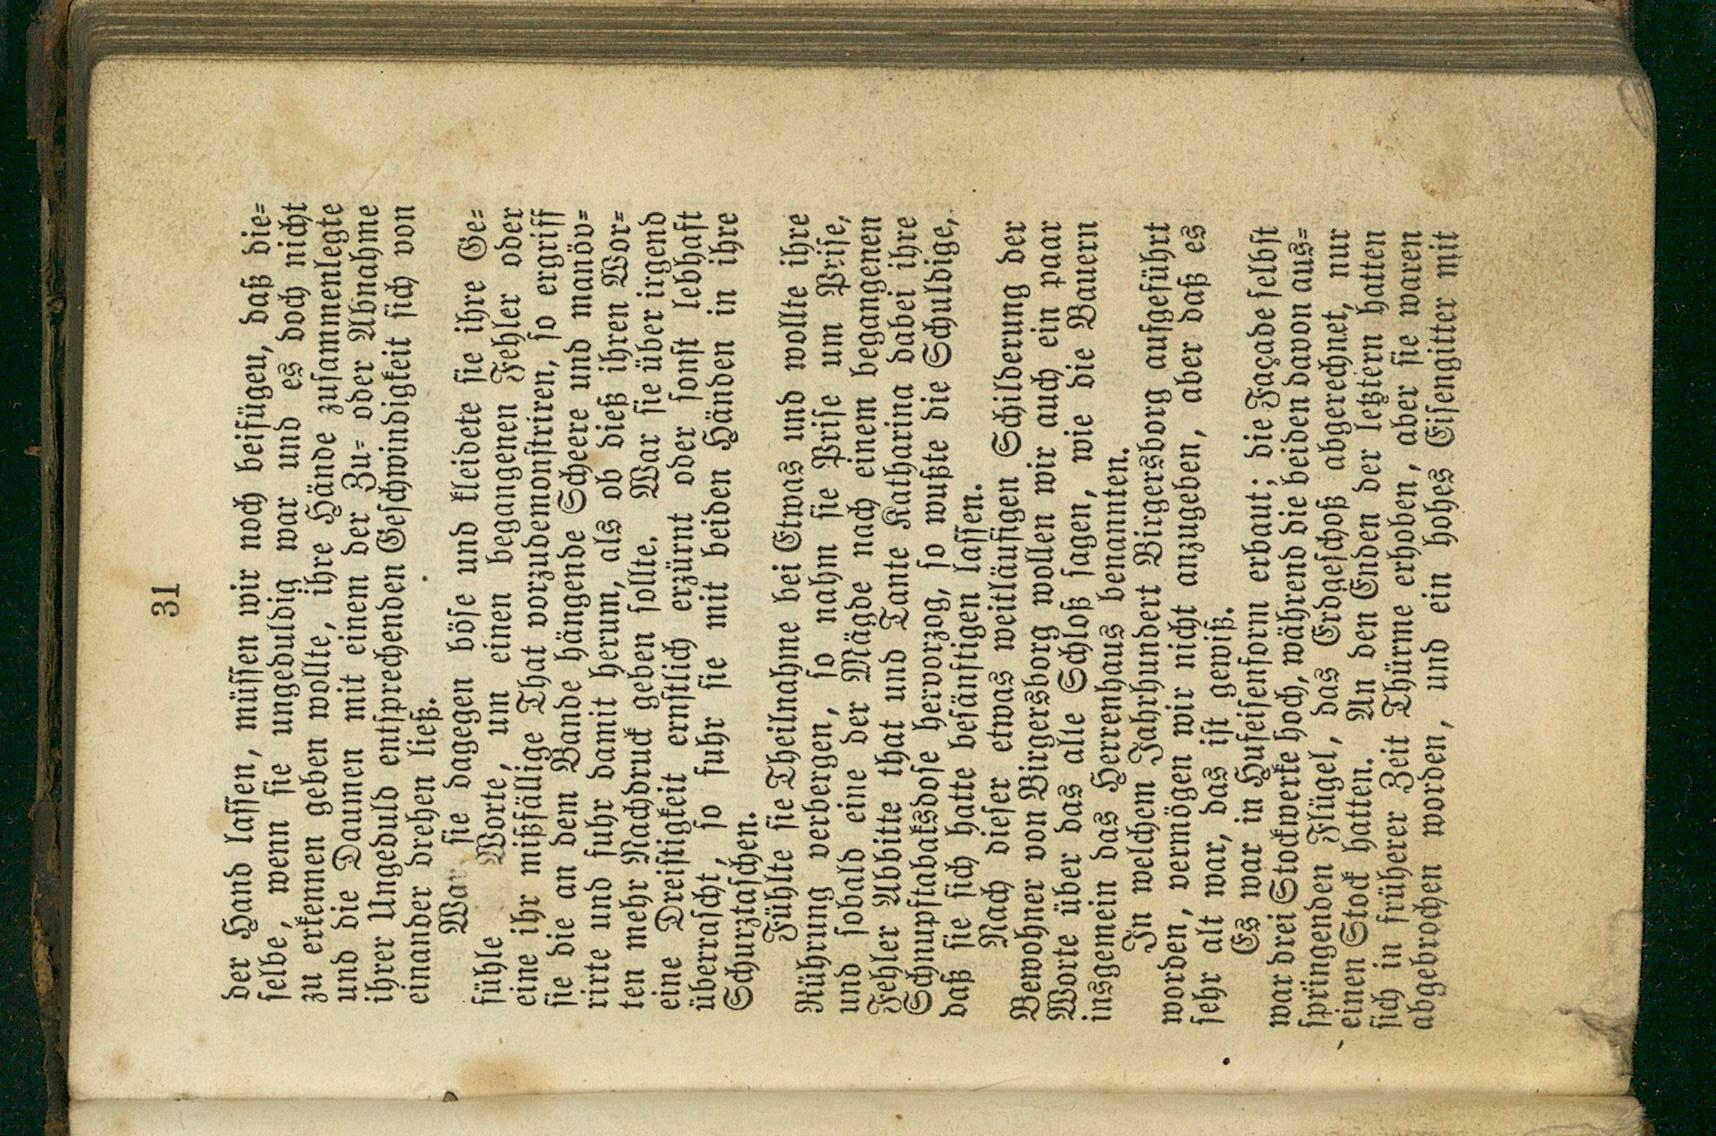 31
der Hand lassen, müssen wir noch beifügen, daß die=
selbe, wenn sie ungeduldig war und es doch nicht
zu erkennen geben wollte, ihre Hände zusammenlegte
und die Daumen mit einem der Zu= oder Abnahme
ihrer Ungeduld entsprechenden Geschwindigkeit sich von
einander drehen ließ.
War sie dagegen böse und kleidete sie ihre Ge=
fühle Worte, um einen begangenen Fehler oder
eine ihr mißfällige That vorzudemonstriren, so ergriff
sie die an dem Bande hängende Scheere und manöv=
rirte und fuhr damit herum, als ob dieß ihren Wor=
ten mehr Nachdruck geben sollte. War sie über irgend
eine Dreistigkeit ernstlich erzürnt oder sonst lebhaft
überrascht, so fuhr sie mit beiden Händen in ihre
Schurztaschen.
Fühlte sie Theilnahme bei Etwas und wollte ihre
Rührung verbergen, so nahm sie Prise um Prise,
und sobald eine der Mägde nach einem begangenen
Fehler Abbitte that und Tante Katharina dabei ihre
Schnupftabaksdose hervorzog, so wußte die Schuldige,
daß sie sich hatte besänftigen lassen.
Nach dieser etwas weitläufigen Schilderung der
Bewohner von Birgersborg wollen wir auch ein paar
Worte über das alte Schloß sagen, wie die Bauern
insgemein das Herrenhaus benannten.
In welchem Jahrhundert Birgersborg aufgeführt
worden, vermögen wir nicht anzugeben, aber daß es
sehr alt war, das ist gewiß.
Es war in Hufeisenform erbaut; die Façade selbst
war drei Stockwerke hoch, während die beiden davon aus=
springenden Flügel, das Erdgeschoß abgerechnet, nur
einen Stock hatten. An den Enden der letztern hatten
sich in früherer Zeit Thürme erhoben, aber sie waren
abgebrochen worden, und ein hohes Eisengitter mit